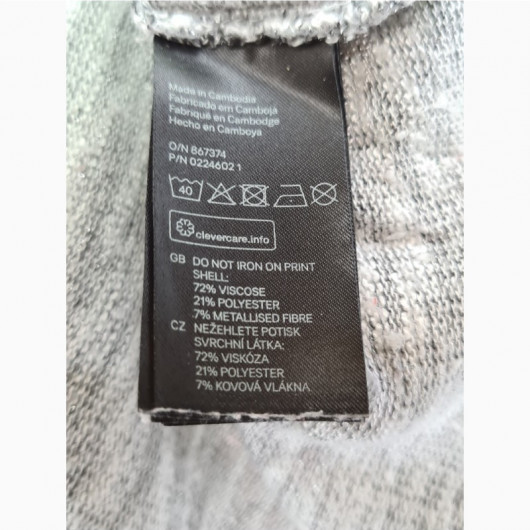 Made in Cambodia
Fabricado em Camboja
Fabriqué en Cambodge
Hecho en Camboya
O/N 867374
P/N 0224602 1
40
clevercare.info
GB DO NOT IRON ON PRINT
SHELL:
72% VISCOSE
21% POLYESTER
7% METALLISED FIBRE
CZ NEŽEHLETE POTISK
SVRCHNÍ LÁTKA:
72% VISKÓZA
21% POLYESTER
7% KOVOVÁ VLÁKNA